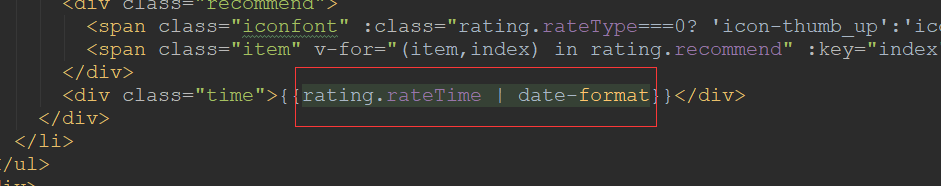 <div class="recommend">
<span class="iconfont" :class="rating.rateType===0? 'icon-thumb_up':'ico
<span class="item" v-for="(item,index) in rating.recommend" :key="index
</div>
<div class="time">{{rating.rateTime | date-format}}</div>
</div>
</li>
/ul>